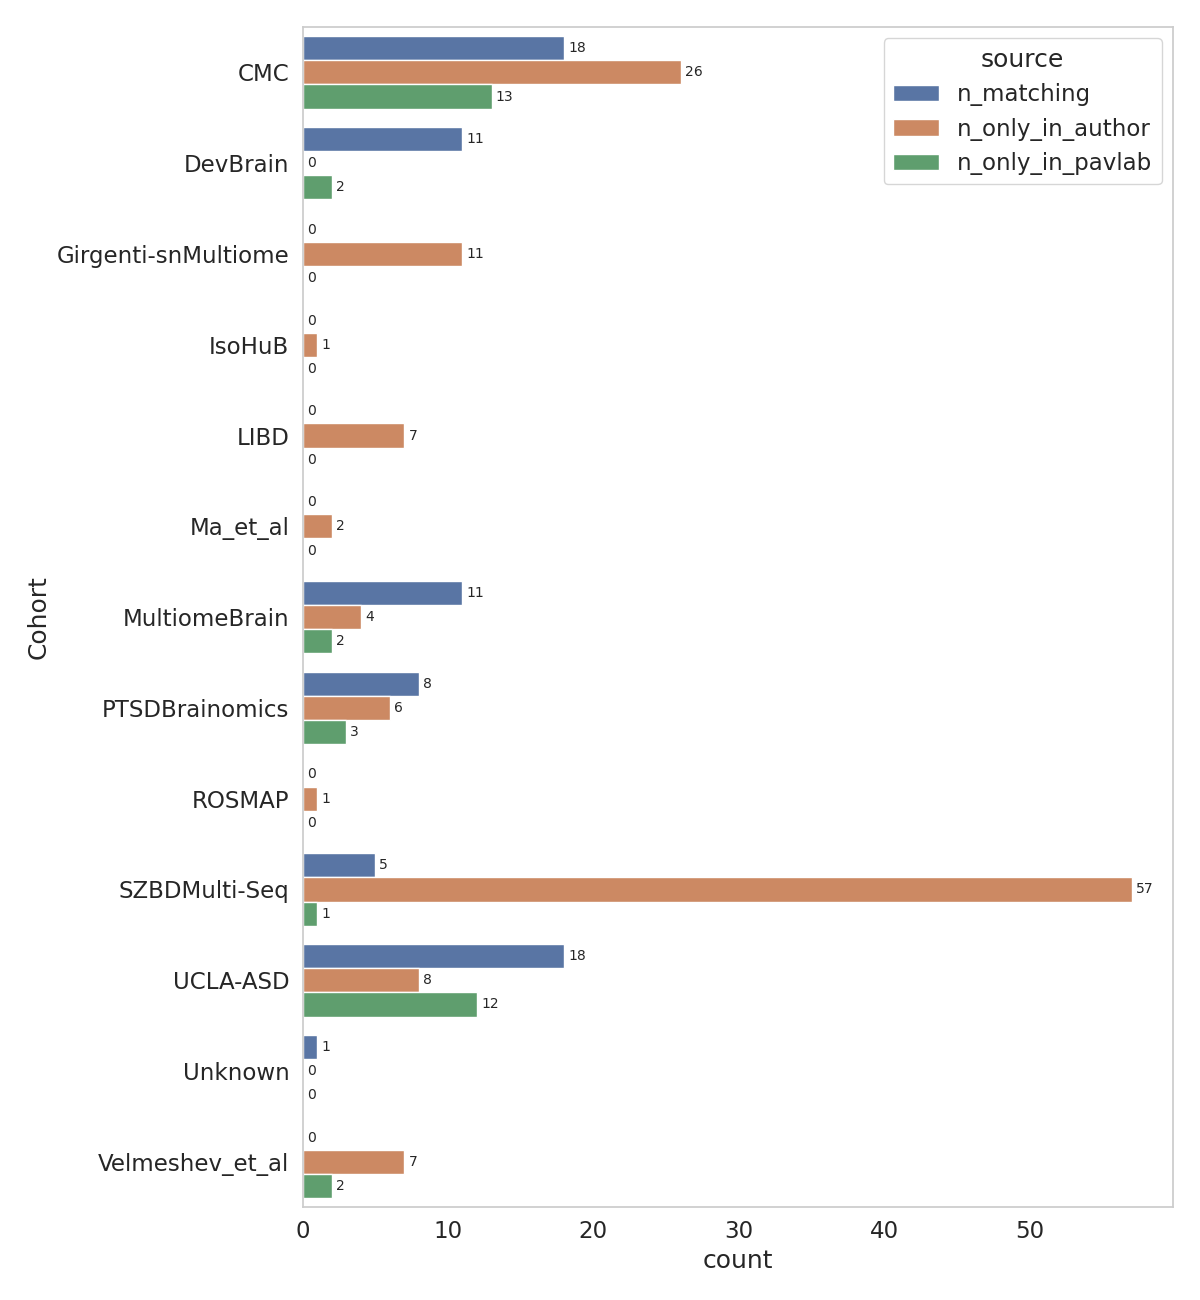 source
n_matching
n_only_in_author
n_only_in_pavlab
CMC
18
26
13
DevBrain
11
0
2
Girgenti-snMultiome
0
11
0
IsoHuB
0
1
0
LIBD
0
7
0
Ma_et_al
0
2
0
MultiomeBrain
11
4
2
PTSDBrainomics
8
6
3
ROSMAP
0
1
0
SZBDMulti-Seq
5
57
1
UCLA-ASD
18
8
12
Unknown
1
0
0
Velmeshev_et_al
0
7
2
Cohort
0 10 20 30 40 50
count